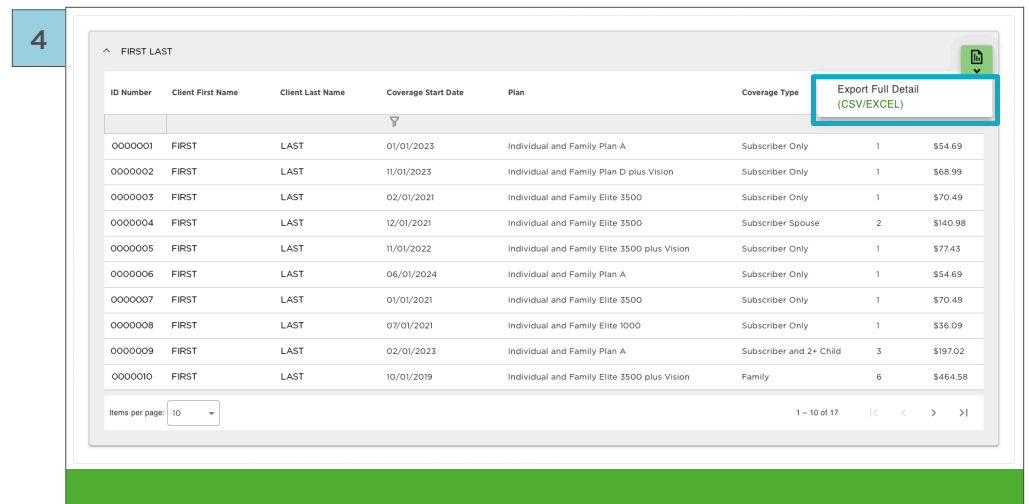 4
FIRST LAST
ID Number Client First Name Client Last Name Coverage Start Date Plan Coverage Type
Export Full Detail
(CSV/EXCEL)
0000001 FIRST LAST 01/01/2023 Individual and Family Plan A Subscriber Only 1 $54.69
0000002 FIRST LAST 11/01/2023 Individual and Family Plan D plus Vision Subscriber Only 1 $68.99
0000003 FIRST LAST 02/01/2021 Individual and Family Elite 3500 Subscriber Only 1 $70.49
0000004 FIRST LAST 12/01/2021 Individual and Family Elite 3500 Subscriber Spouse 2 $140.98
0000005 FIRST LAST 11/01/2022 Individual and Family Elite 3500 plus Vision Subscriber Only 1 $77.43
0000006 FIRST LAST 06/01/2024 Individual and Family Plan A Subscriber Only 1 $54.69
0000007 FIRST LAST 01/01/2021 Individual and Family Elite 3500 Subscriber Only 1 $70.49
0000008 FIRST LAST 07/01/2021 Individual and Family Elite 1000 Subscriber Only 1 $36.09
0000009 FIRST LAST 02/01/2023 Individual and Family Plan A Subscriber and 2+ Child 3 $197.02
0000010 FIRST LAST 10/01/2019 Individual and Family Elite 3500 plus Vision Family 6 $464.58
Items per page: 10 1 – 10 of 17